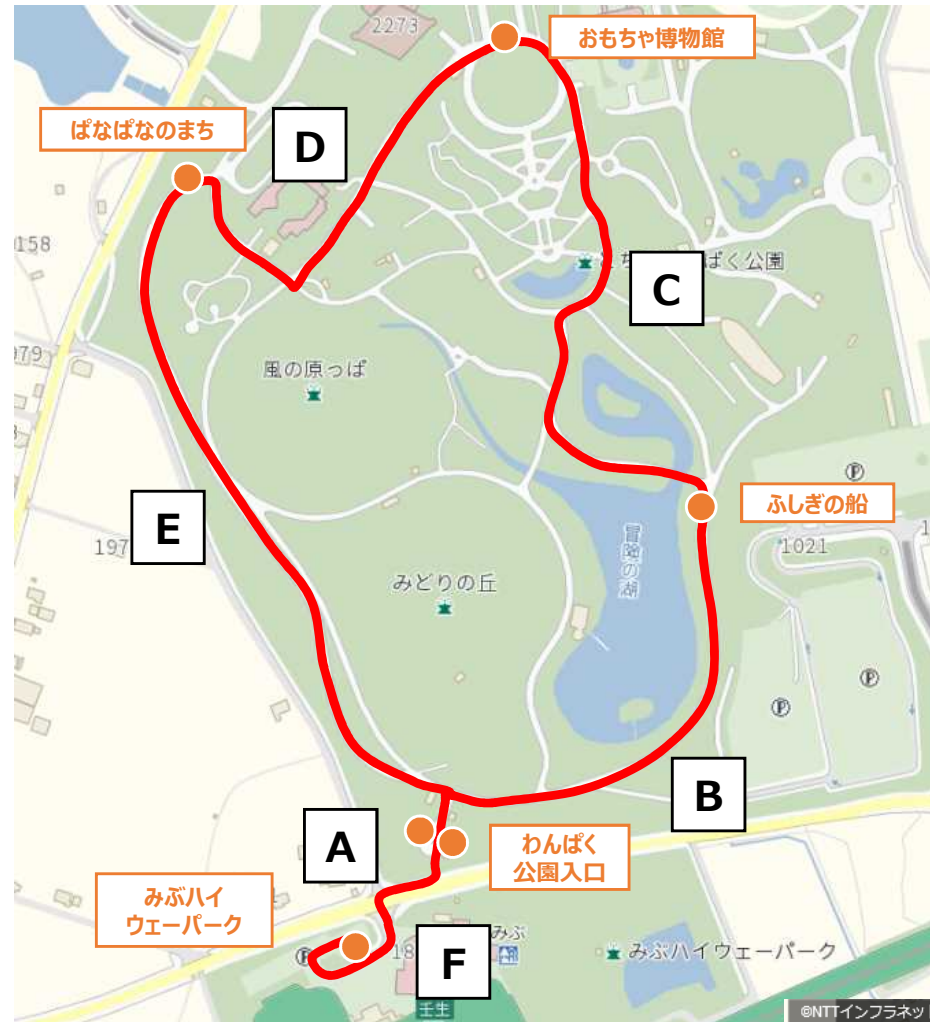 2273
おもちゃ博物館
ぱなぱなのまち
D
158
ぱく公園
C
979
風の原っぱ
ふしぎの船
E
197
1021
冒険の湖
みどりの丘
B
A
わんぱく
公園入口
みぶハイ
ウェーパーク
18
F
みぶ
みぶハイウェーパーク
壬生
©NTTインフラネッ